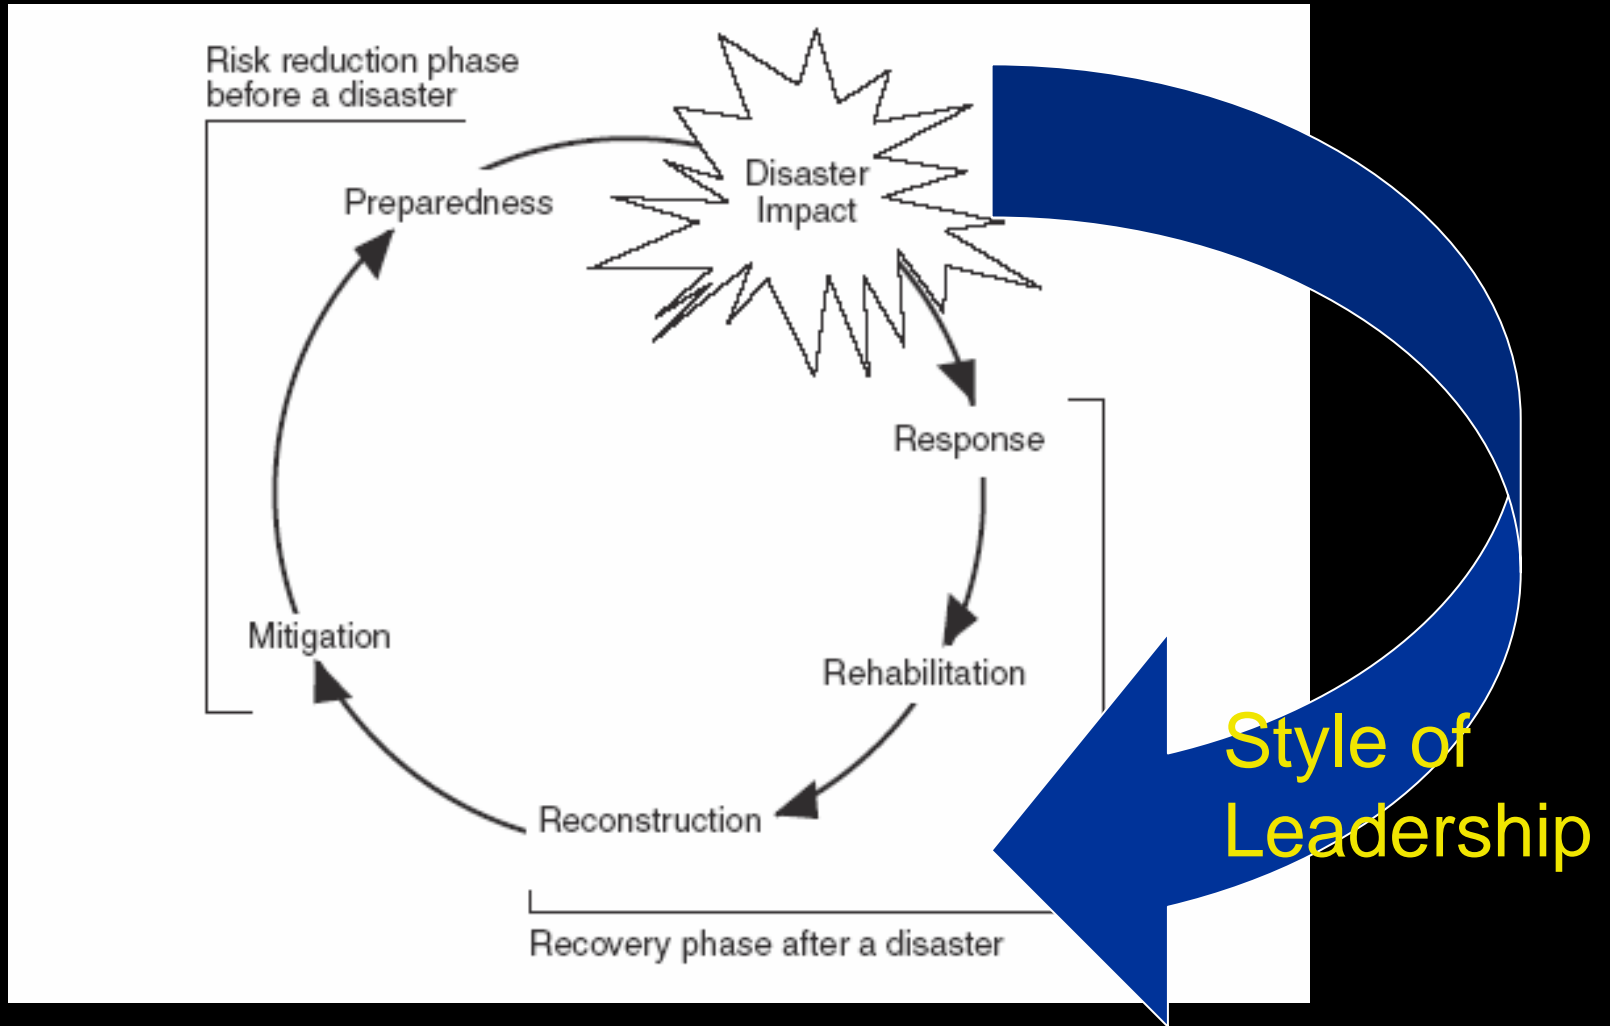 Risk reduction phase
before a disaster
Disaster
Impact
Preparedness
Response
Mitigation
Rehabilitation
Style of
Leadership
Reconstruction
Recovery phase after a disaster